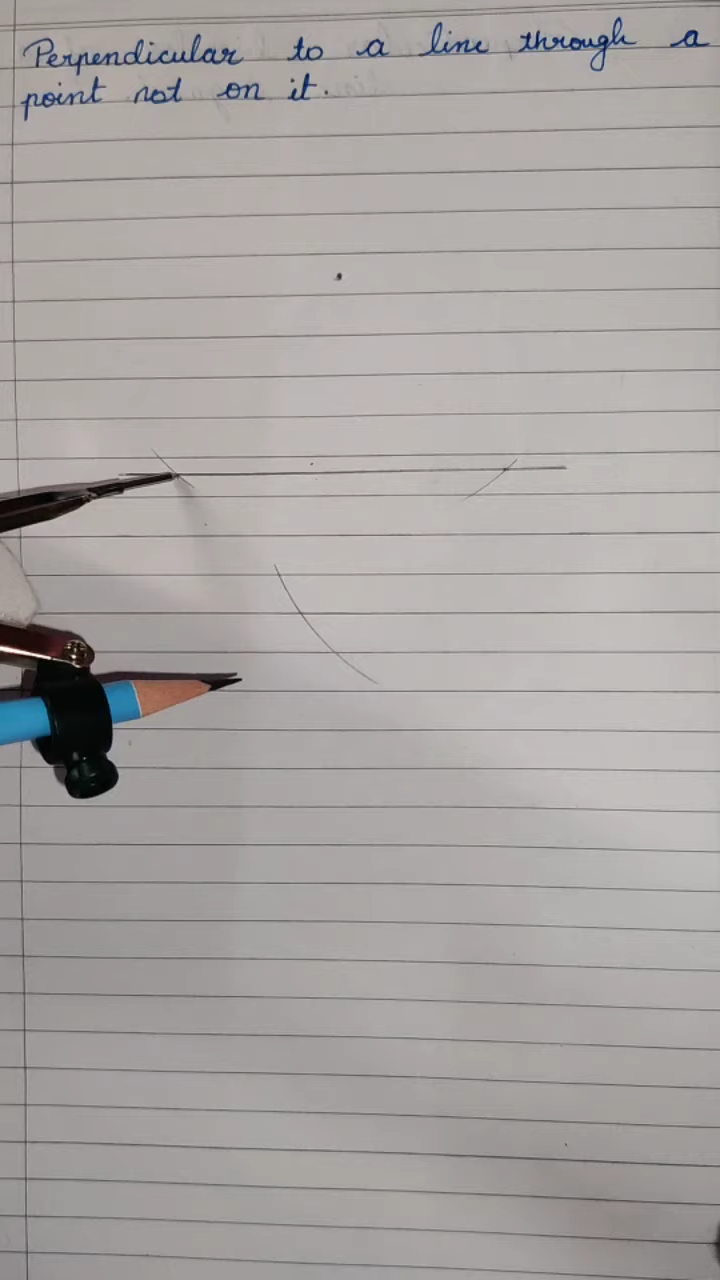 Perpendicular to a line through a
point not on it.